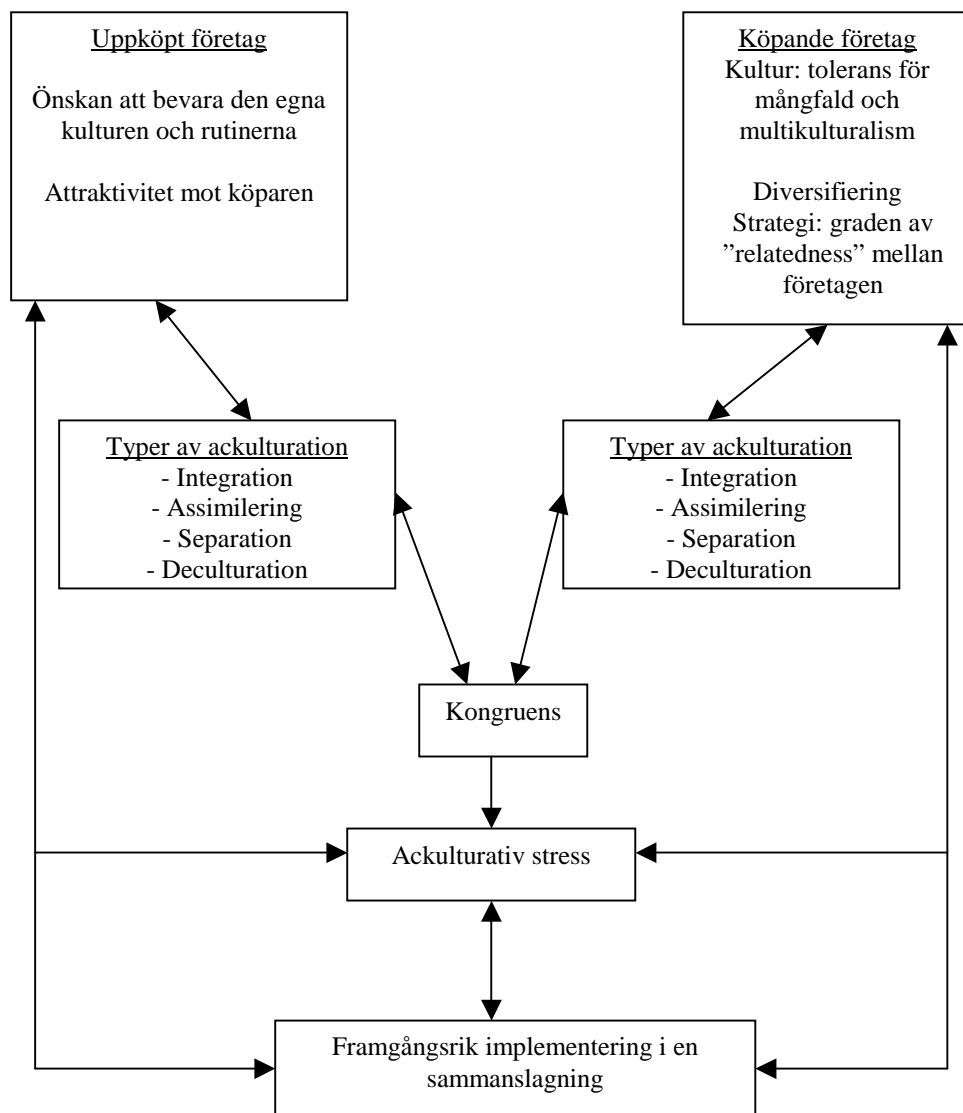 Uppköpt företag
Önskan att bevara den egna
kulturen och rutinerna
Attraktivitet mot köparen
Köpande företag
Kultur: tolerans för
mångfald och
multikulturalism
Diversifiering
Strategi: graden av
”relatedness” mellan
företagen
Typer av ackulturation
- Integration
- Assimilering
- Separation
- Deculturation
Typer av ackulturation
- Integration
- Assimilering
- Separation
- Deculturation
Kongruens
Ackulturativ stress
Framgångsrik implementering i en
sammanslagning